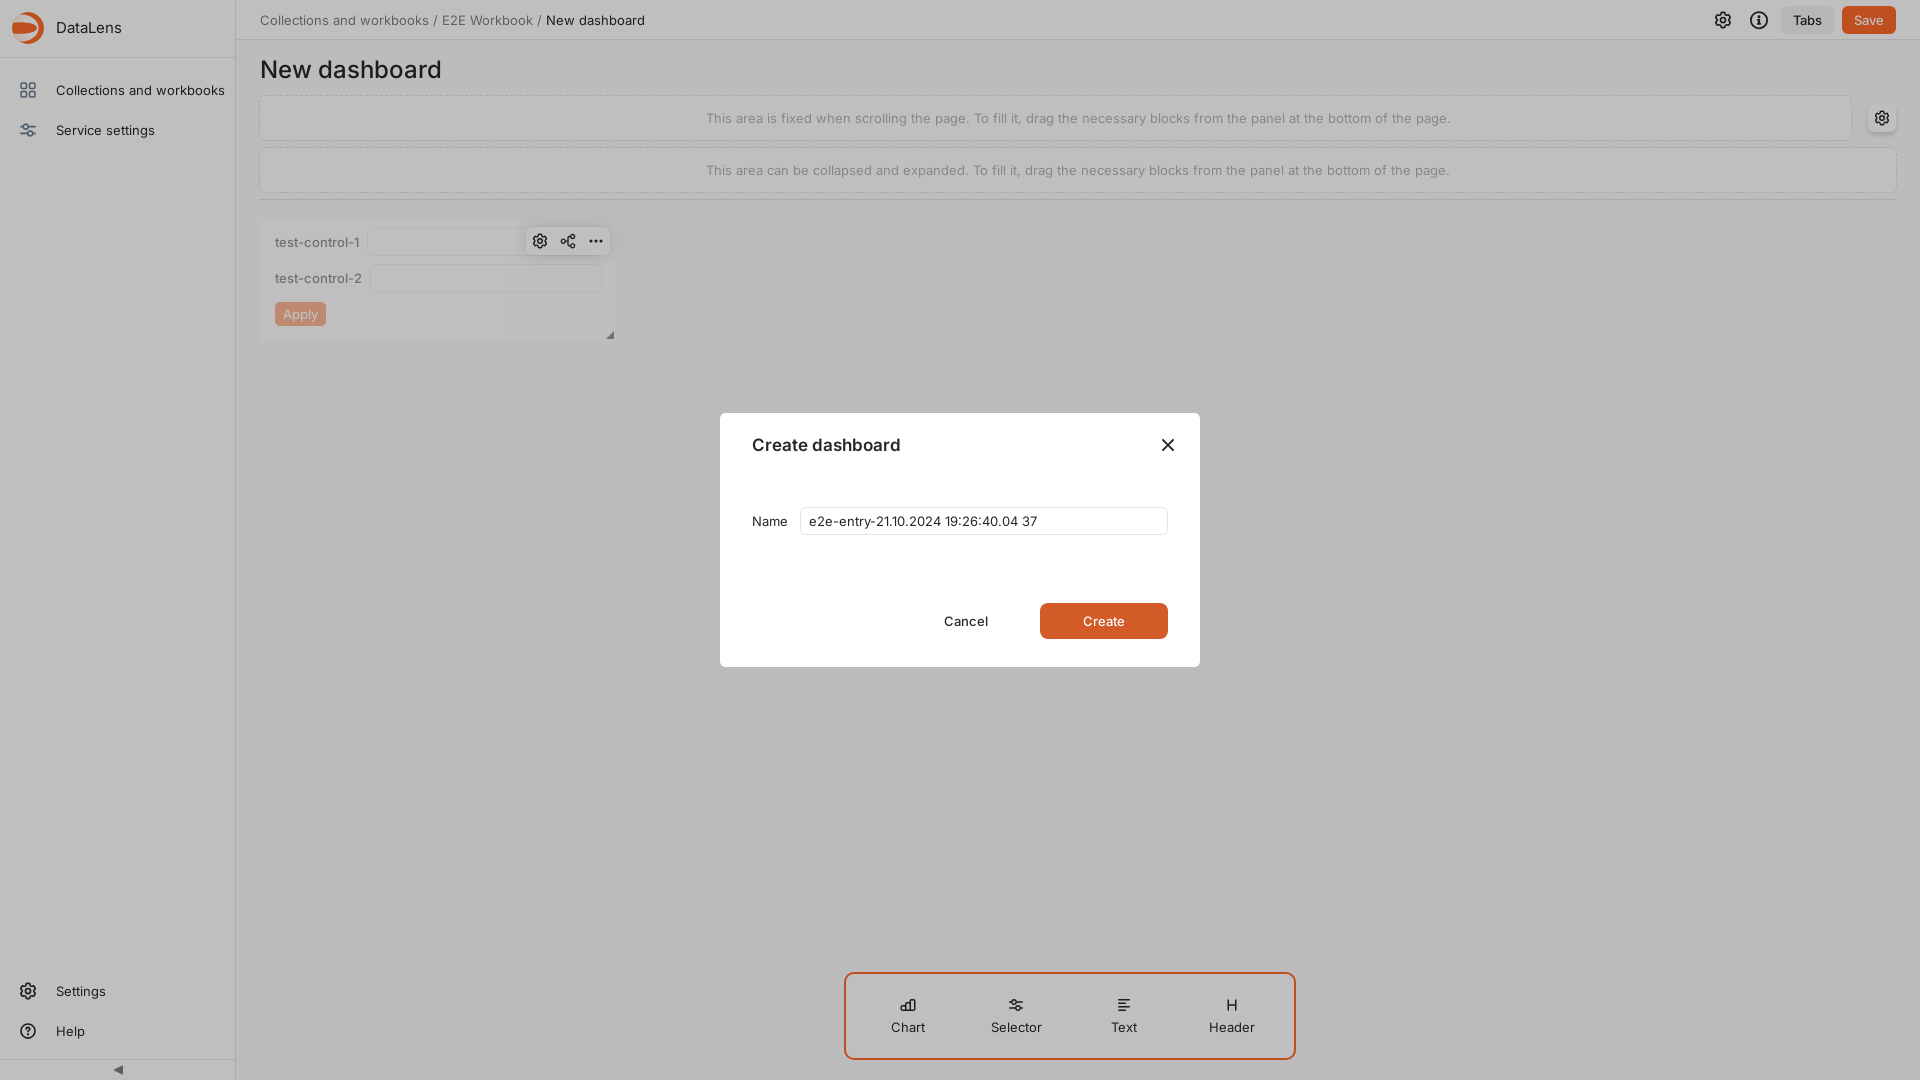 DataLens
Collections and workbooks / E2E Workbook / New dashboard
Tabs
Save
Collections and workbooks
Service settings
New dashboard
This area is fixed when scrolling the page. To fill it, drag the necessary blocks from the panel at the bottom of the page.
This area can be collapsed and expanded. To fill it, drag the necessary blocks from the panel at the bottom of the page.
test-control-1
test-control-2
Apply
Create dashboard
Name
e2e-entry-21.10.2024 19:26:40.04 37
Cancel
Create
Chart
Selector
Text
H
Header
Settings
Help